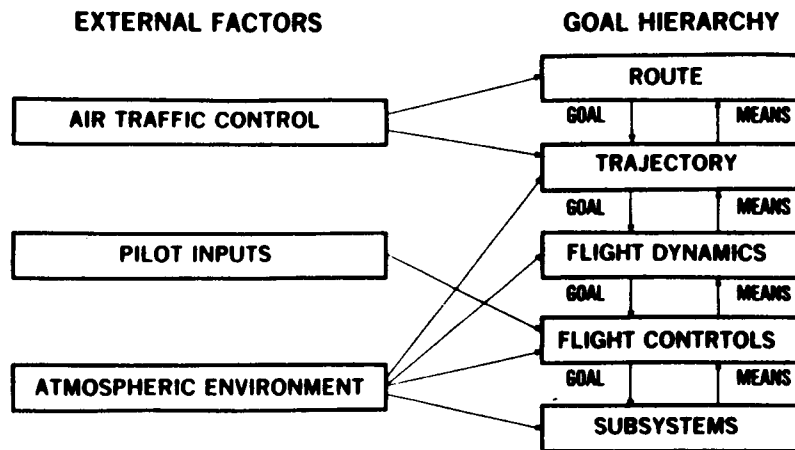 EXTERNAL FACTORS
GOAL HIERARCHY
ROUTE
GOAL MEANS
AIR TRAFFIC CONTROL
TRAJECTORY
GOAL MEANS
PILOT INPUTS
FLIGHT DYNAMICS
GOAL MEANS
FLIGHT CONTRTOLS
GOAL MEANS
ATMOSPHERIC ENVIRONMENT
SUBSYSTEMS